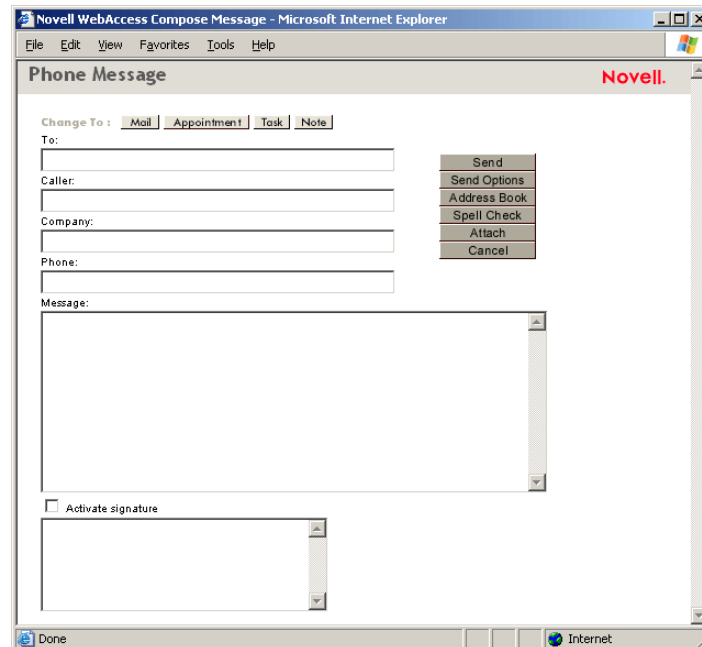 Novell WebAccess Compose Message - Microsoft Internet Explorer
File Edit View Favorites Tools Help
Phone Message
Novell.
Change To : Mail Appointment Task Note
To:
Send
Caller:
Send Options
Address Book
Company:
Spell Check
Attach
Cancel
Phone:
Message:
Activate signature
Done Internet